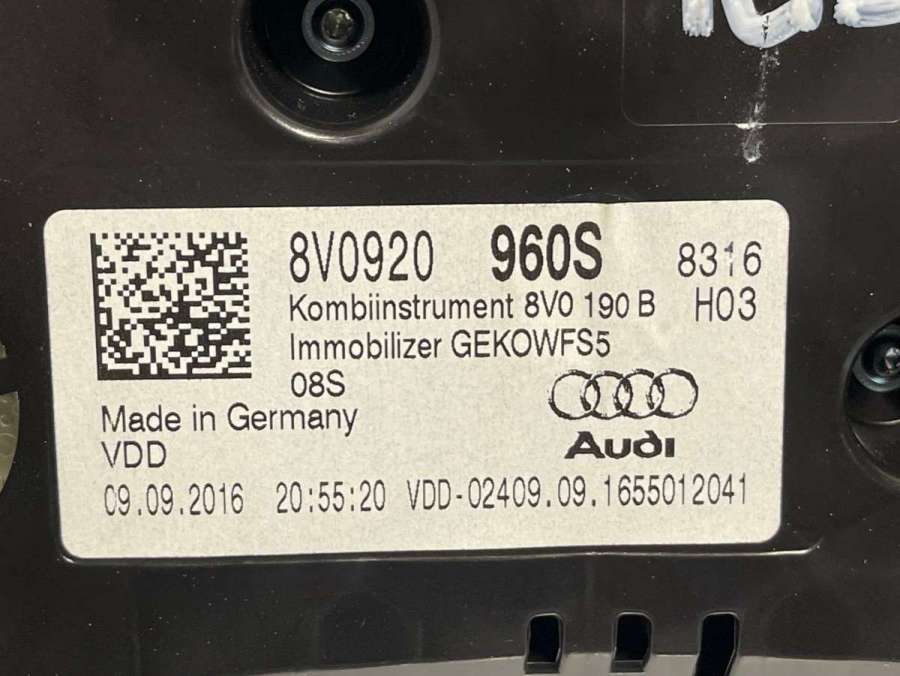 8V0920 960S 8316
Kombiinstrument 8V0 190 B H03
Immobilizer GEKOWFS5
08S
Audi
Made in Germany
VDD
09.09.2016 20:55:20 VDD-02409.09.1655012041